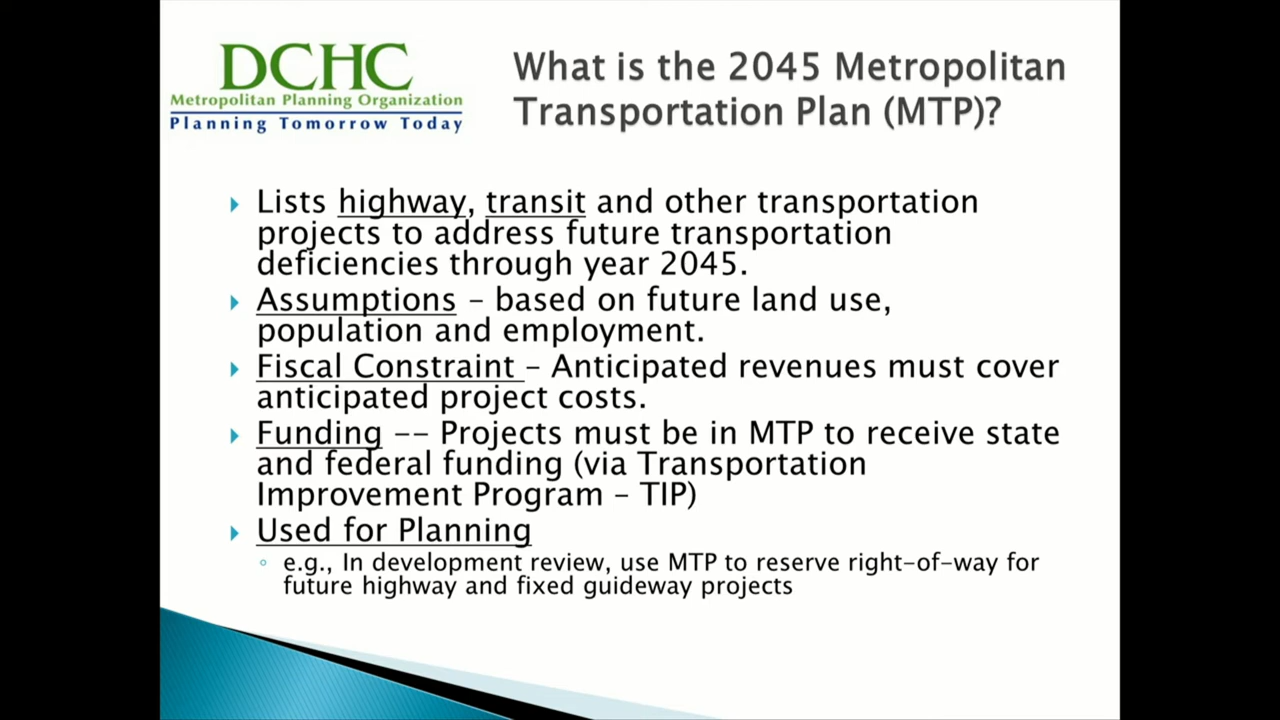 DCHC
Metropolitan Planning Organization
Planning Tomorrow Today
What is the 2045 Metropolitan
Transportation Plan (MTP)?
Lists highway, transit and other transportation
projects to address future transportation
deficiencies through year 2045.
Assumptions – based on future land use,
population and employment.
Fiscal Constraint – Anticipated revenues must cover
anticipated project costs.
Funding -- Projects must be in MTP to receive state
and federal funding (via Transportation
Improvement Program – TIP)
Used for Planning
e.g., In development review, use MTP to reserve right-of-way for
future highway and fixed guideway projects